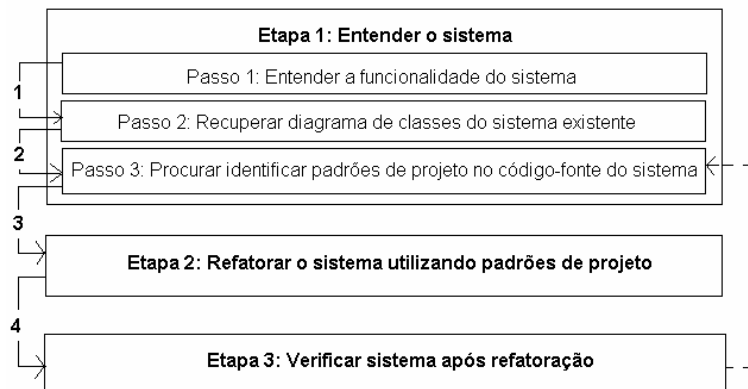 Etapa 1: Entender o sistema
Passo 1: Entender a funcionalidade do sistema
1
Passo 2: Recuperar diagrama de classes do sistema existente
2
Passo 3: Procurar identificar padrões de projeto no código-fonte do sistema
3
Etapa 2: Refatorar o sistema utilizando padrões de projeto
4
Etapa 3: Verificar sistema após refatoração